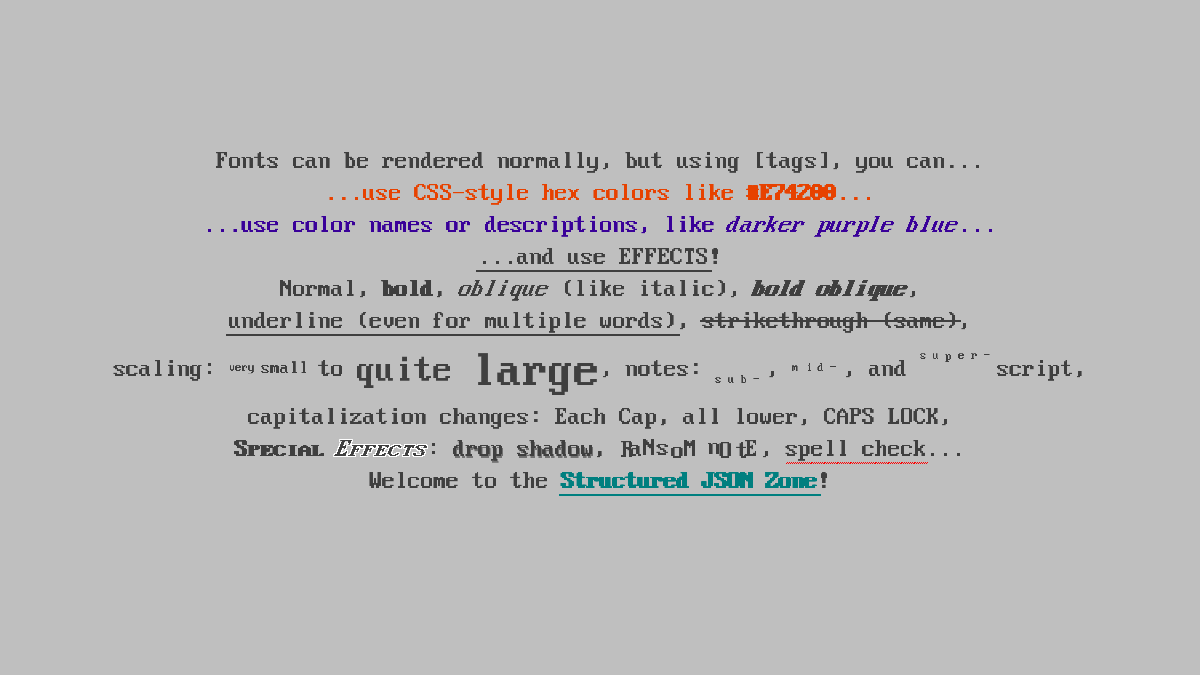 Fonts can be rendered normally, but using [tags], you can...
...use CSS-style hex colors like #E74200...
...use color names or descriptions, like darker purple blue...
...and use EFFECTS!
Normal, bold, oblique (like italic), bold oblique,
underline (even for multiple words), strikethrough (same),
scaling: very small to quite large, notes: sub-, mid-, and super-script,
capitalization changes: Each Cap, all lower, CAPS LOCK,
Special Effects: drop shadow, RaNsoM nOtE, spell check...
Welcome to the Structured JSON Zone!